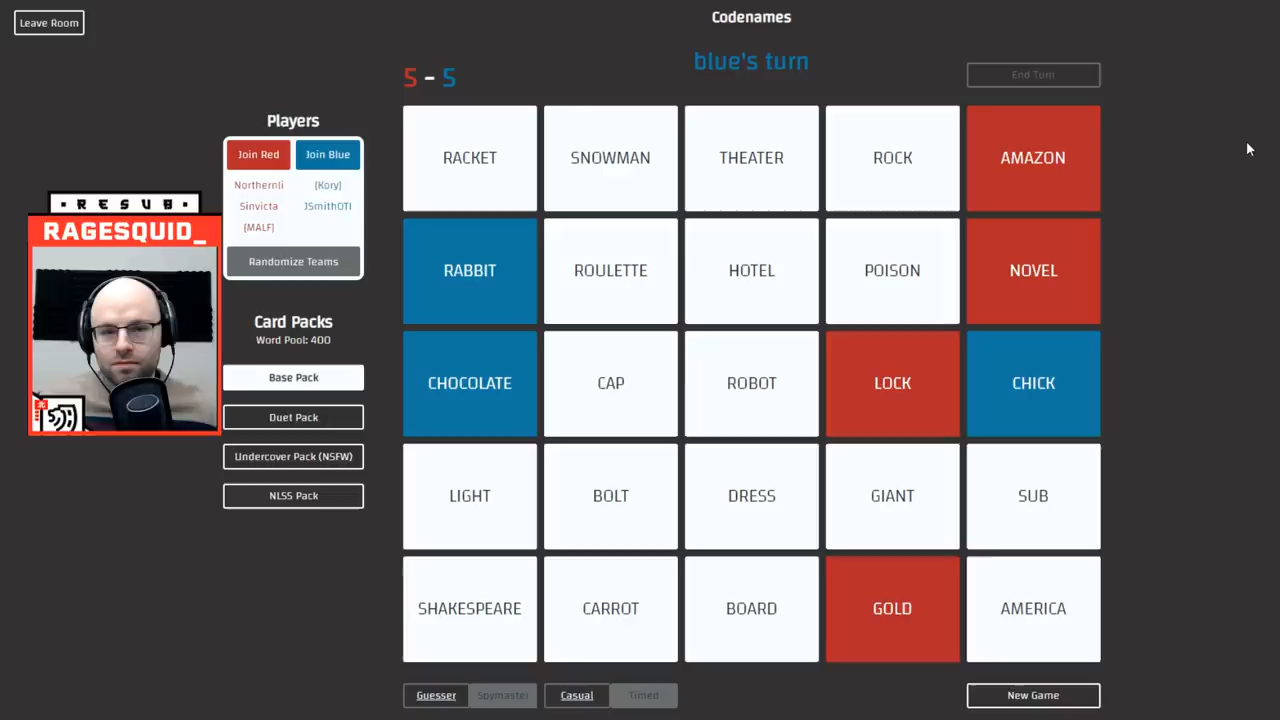 Leave Room
Codenames
5 - 5
blue's turn
End Turn
Players
Join Red
Join Blue
Northernli
[Kory]
Sinvicta
JSmithOTI
[MALF]
Randomize Teams
•RESUB•
RAGESQUID_
Card Packs
Word Pool: 400
Base Pack
Duet Pack
Undercover Pack (NSFW)
NLSS Pack
RACKET
SNOWMAN
THEATER
ROCK
AMAZON
RABBIT
ROULETTE
HOTEL
POISON
NOVEL
CHOCOLATE
CAP
ROBOT
LOCK
CHICK
LIGHT
BOLT
DRESS
GIANT
SUB
SHAKESPEARE
CARROT
BOARD
GOLD
AMERICA
Guesser
Spymaster
Casual
Timed
New Game